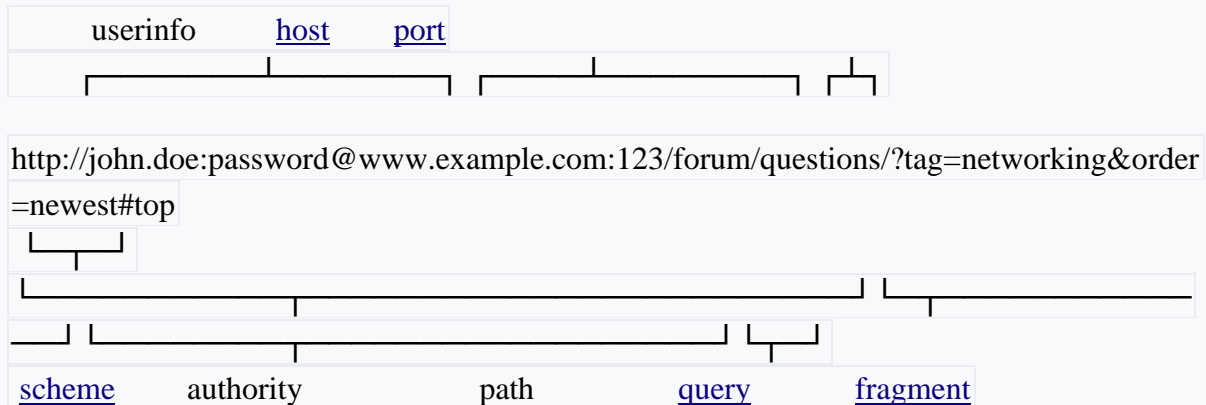 userinfo host port
http://john.doe:password@www.example.com:123/forum/questions/?tag=networking&order
=newest#top
scheme authority path query fragment